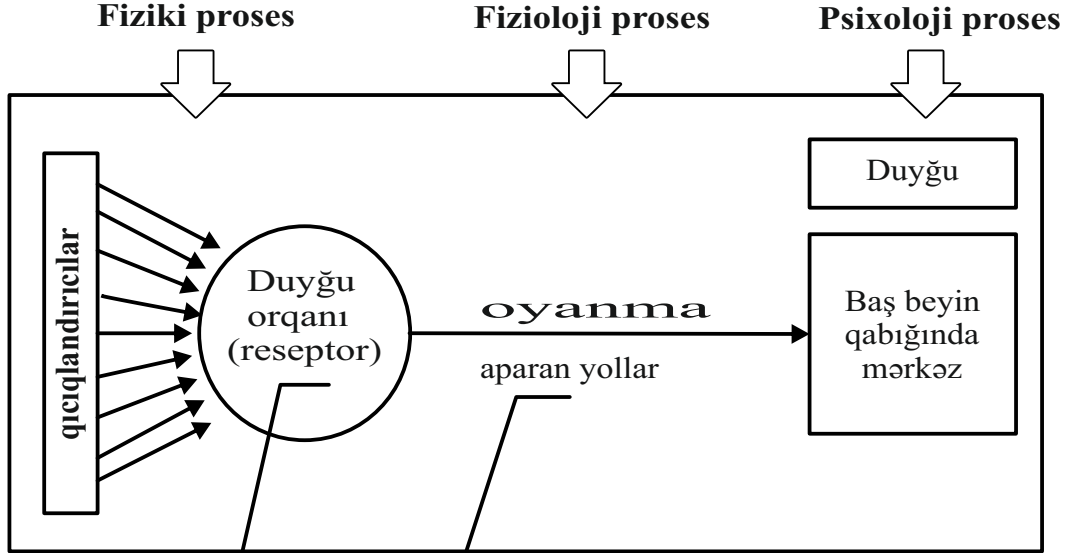 Fiziki proses
Fizioloji proses
Psixoloji proses
qıcıqlandırıcılar
Duyğu
orqanı
(reseptor)
oyanma
aparan yollar
Duyğu
Baş beyin
qabığında
mərkəz